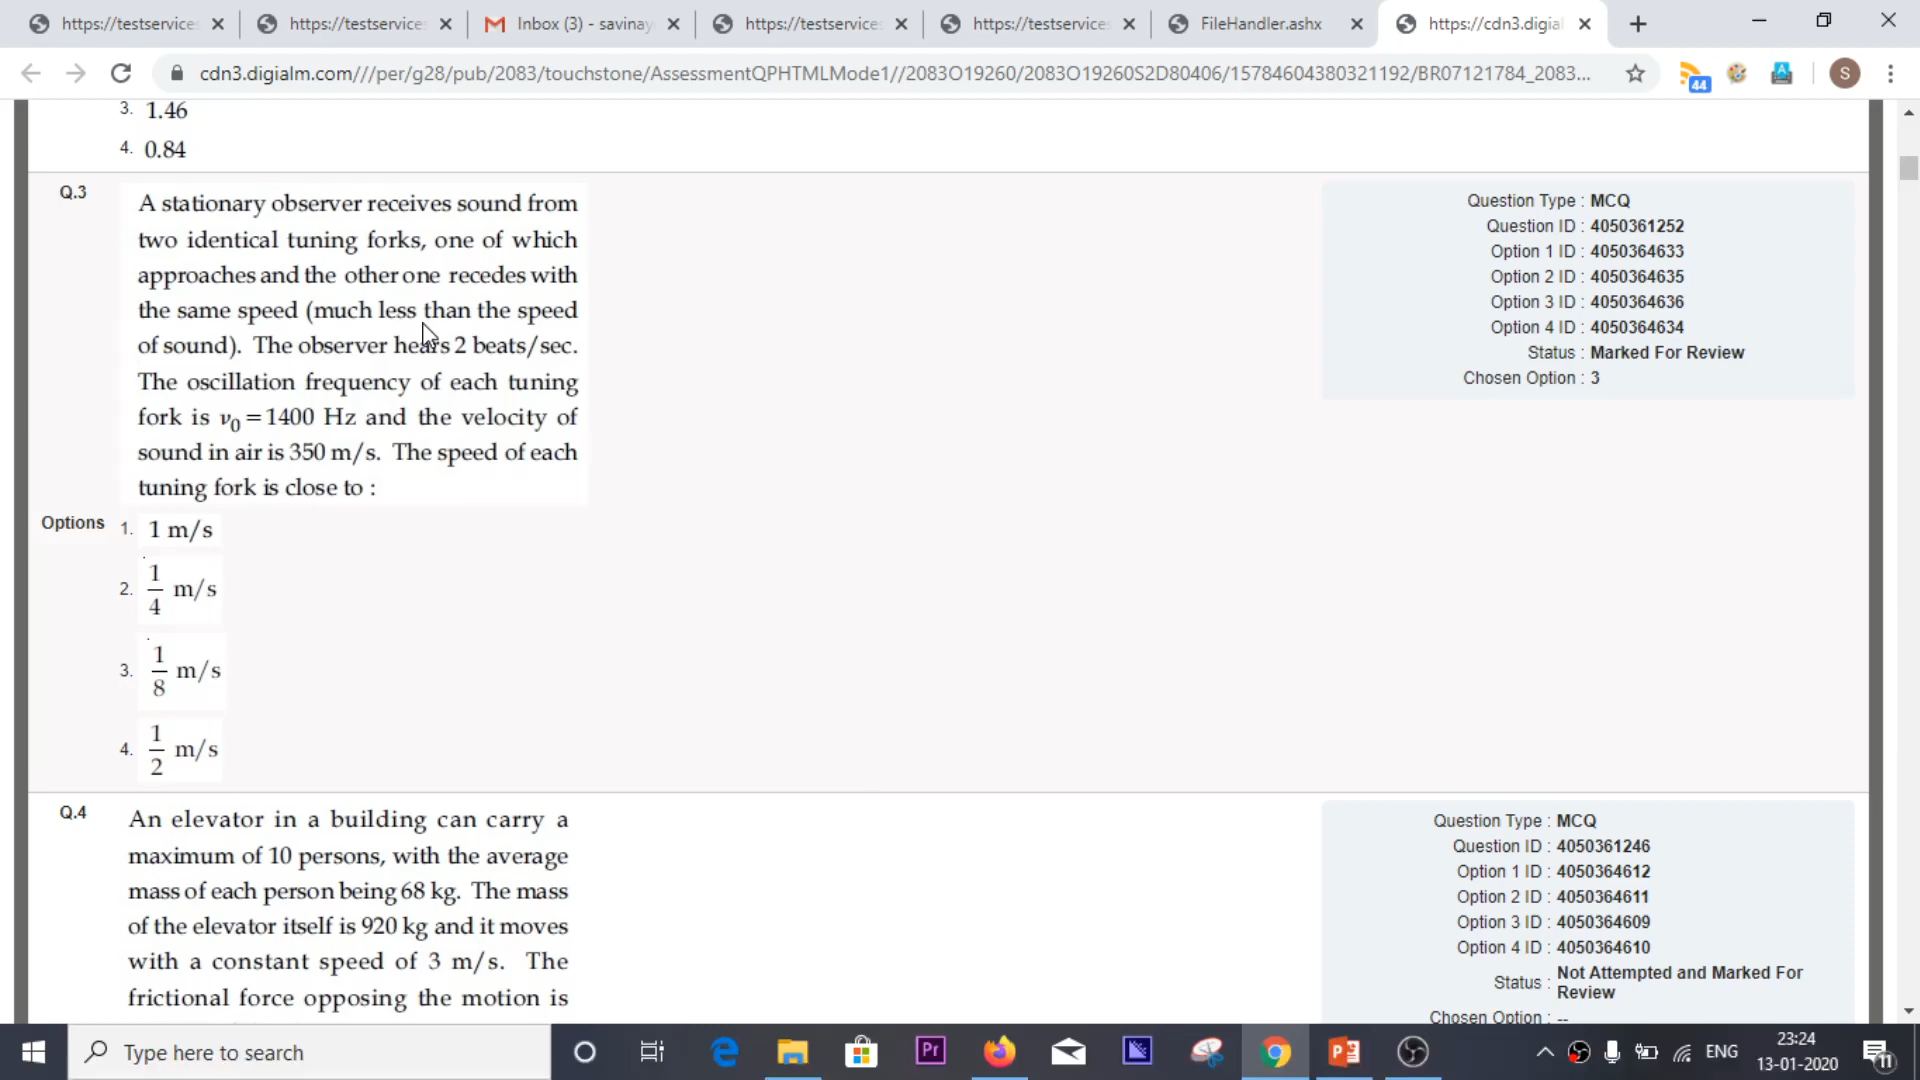 https://testservices
https://testservices
Inbox (3) - savinay
https://testservices
https://testservices
FileHandler.ashx
https://cdn3.digial
cdn3.digialm.com///per/g28/pub/2083/touchstone/AssessmentQPHTMLMode1//2083O19260/2083O19260S2D80406/15784604380321192/BR07121784_2083...
44
S
3. 1.46
4. 0.84
Q.3
A stationary observer receives sound from
two identical tuning forks, one of which
approaches and the other one recedes with
the same speed (much less than the speed
of sound). The observer hears 2 beats/sec.
The oscillation frequency of each tuning
fork is ν₀ = 1400 Hz and the velocity of
sound in air is 350 m/s. The speed of each
tuning fork is close to :
Options
1. 1 m/s
2. 1/4 m/s
3. 1/8 m/s
4. 1/2 m/s
Question Type : MCQ
Question ID : 4050361252
Option 1 ID : 4050364633
Option 2 ID : 4050364635
Option 3 ID : 4050364636
Option 4 ID : 4050364634
Status : Marked For Review
Chosen Option : 3
Q.4
An elevator in a building can carry a
maximum of 10 persons, with the average
mass of each person being 68 kg. The mass
of the elevator itself is 920 kg and it moves
with a constant speed of 3 m/s. The
frictional force opposing the motion is
Question Type : MCQ
Question ID : 4050361246
Option 1 ID : 4050364612
Option 2 ID : 4050364611
Option 3 ID : 4050364609
Option 4 ID : 4050364610
Status : Not Attempted and Marked For
Review
Chosen Option : --
Type here to search
Pr
ENG
23:24
13-01-2020
11